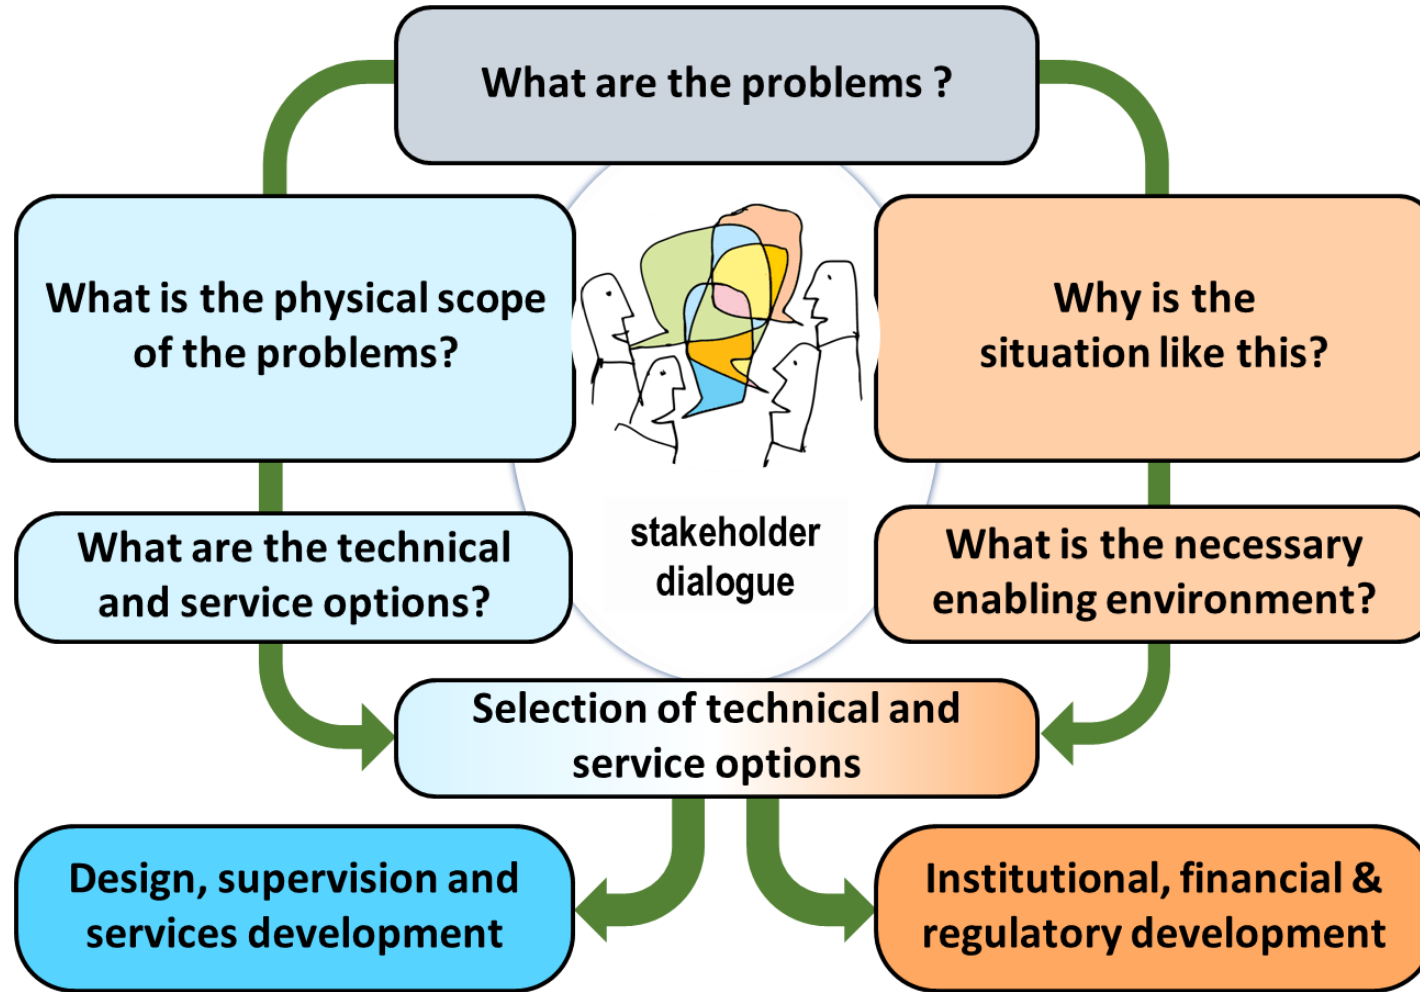 What are the problems ?
What is the physical scope
of the problems?
Why is the
situation like this?
What are the technical
and service options?
stakeholder
dialogue
What is the necessary
enabling environment?
Selection of technical and
service options
Design, supervision and
services development
Institutional, financial &
regulatory development